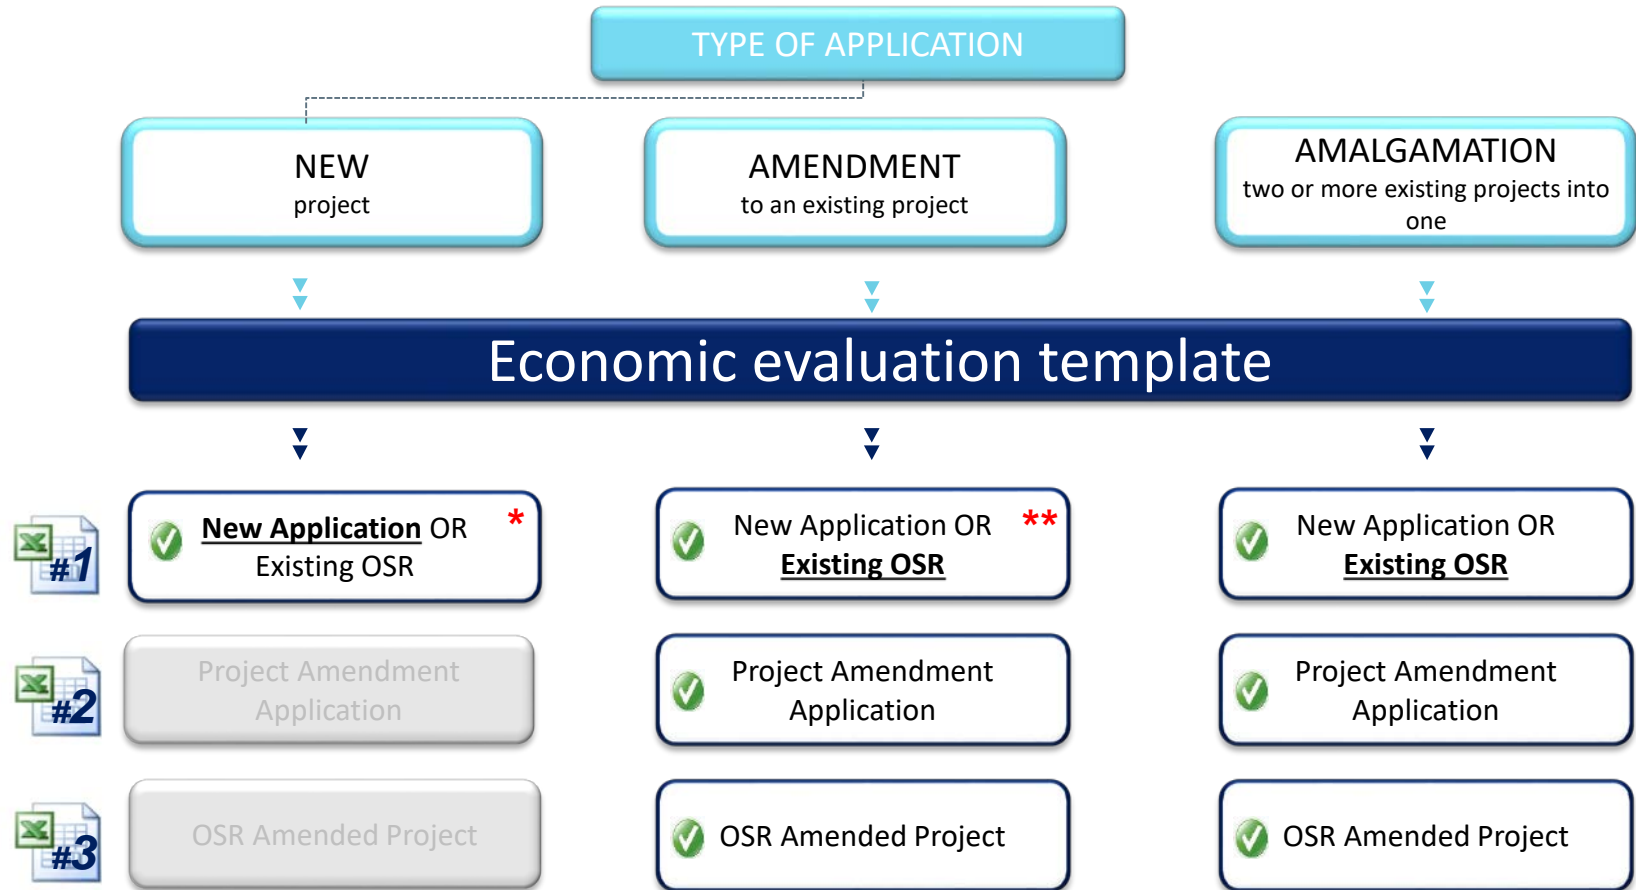 TYPE OF APPLICATION
NEW
project
AMENDMENT
to an existing project
AMALGAMATION
two or more existing projects into
one
Economic evaluation template
#1
New Application OR *
Existing OSR
New Application OR **
Existing OSR
New Application OR
Existing OSR
#2
Project Amendment
Application
Project Amendment
Application
Project Amendment
Application
#3
OSR Amended Project
OSR Amended Project
OSR Amended Project